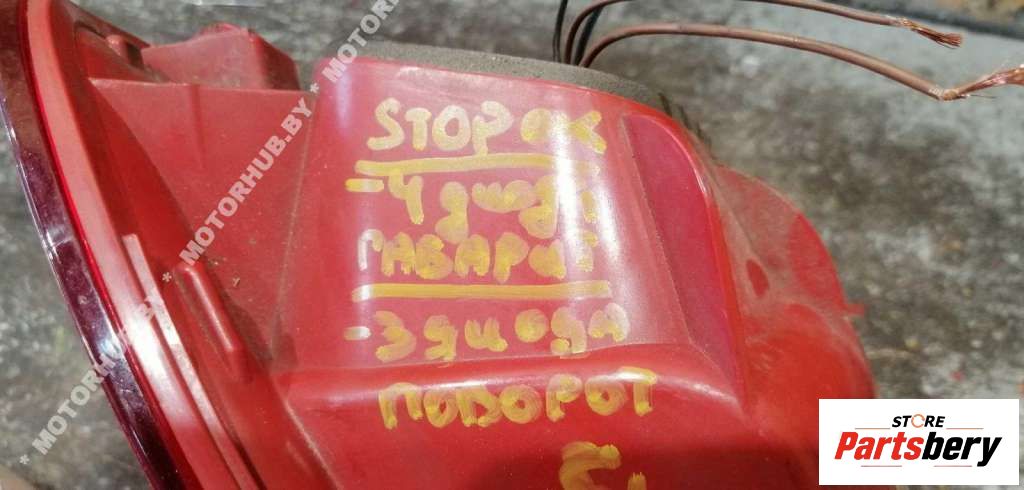 STOP OK
-4 диода
ГАБАРИТ
-3 диода
ПОВОРОТ
* MOTORHUB.BY * MOTORHUB.BY * MOTORHUB.BY *
STORE
Partsbery